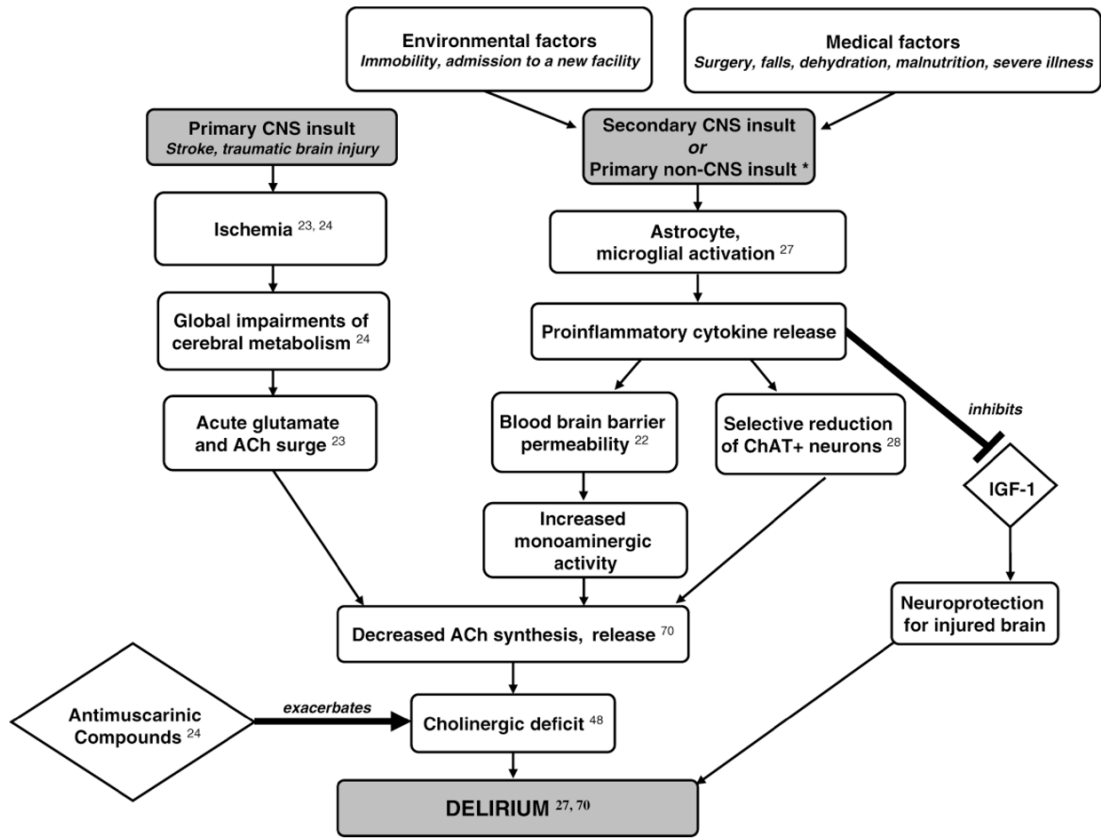 Environmental factors
Immobility, admission to a new facility
Medical factors
Surgery, falls, dehydration, malnutrition, severe illness
Primary CNS insult
Stroke, traumatic brain injury
Secondary CNS insult
or
Primary non-CNS insult *
Ischemia 23, 24
Astrocyte,
microglial activation 27
Global impairments of
cerebral metabolism 24
Proinflammatory cytokine release
Acute glutamate
and ACh surge 23
Blood brain barrier
permeability 22
Selective reduction
of ChAT+ neurons 28
inhibits
IGF-1
Increased
monoaminergic
activity
Neuroprotection
for injured brain
Decreased ACh synthesis, release 70
Antimuscarinic
Compounds 24
exacerbates
Cholinergic deficit 48
DELIRIUM 27, 70